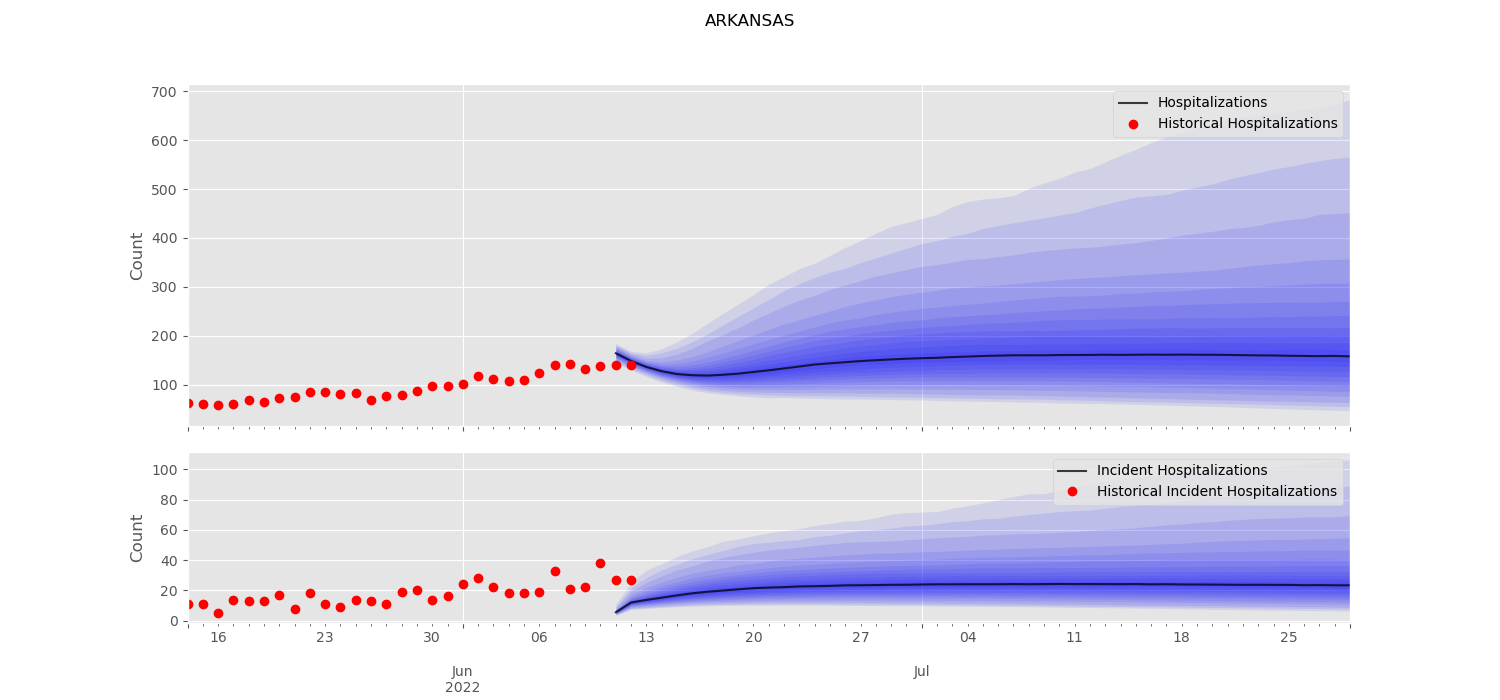 ARKANSAS
700
600
500
400
300
200
100
Count
Hospitalizations
Historical Hospitalizations
100
80
60
40
20
0
Count
Incident Hospitalizations
Historical Incident Hospitalizations
16 23 30 06 13 20 27 04 11 18 25
Jun Jul
2022